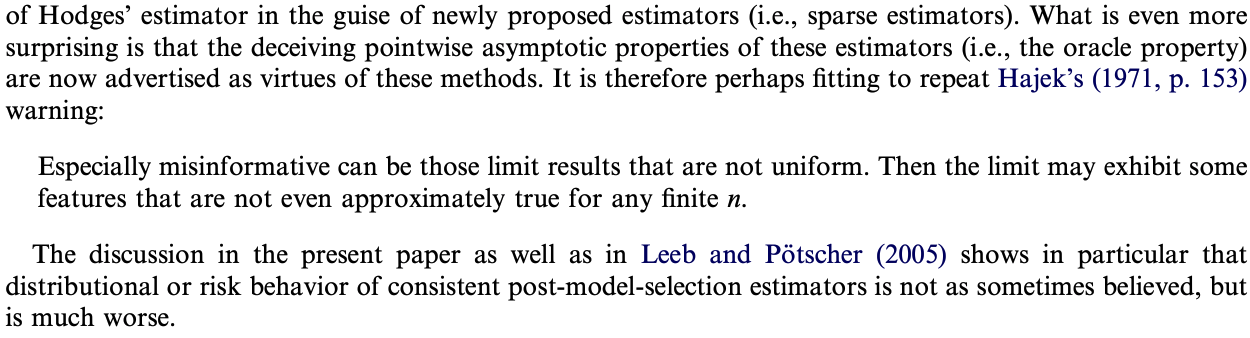 of Hodges’ estimator in the guise of newly proposed estimators (i.e., sparse estimators). What is even more
surprising is that the deceiving pointwise asymptotic properties of these estimators (i.e., the oracle property)
are now advertised as virtues of these methods. It is therefore perhaps fitting to repeat Hajek’s (1971, p. 153)
warning:
Especially misinformative can be those limit results that are not uniform. Then the limit may exhibit some
features that are not even approximately true for any finite n.
The discussion in the present paper as well as in Leeb and Pötscher (2005) shows in particular that
distributional or risk behavior of consistent post-model-selection estimators is not as sometimes believed, but
is much worse.